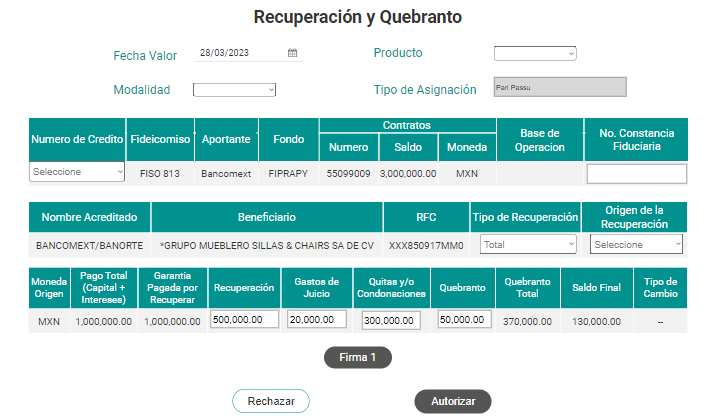 Recuperación y Quebranto
Fecha Valor 28/03/2023 Producto
Modalidad Tipo de Asignación Pari Passu
Numero de Credito Fideicomiso Aportante Fondo Contratos Base de Operacion No. Constancia Fiduciaria
Numero Saldo Moneda
Seleccione FISO 813 Bancomext FIPRAPY 55099009 3,000,000.00 MXN
Nombre Acreditado Beneficiario RFC Tipo de Recuperación Origen de la Recuperación
BANCOMEXT/BANORTE *GRUPO MUEBLERO SILLAS & CHAIRS SA DE CV XXX850917MM0 Total Seleccione
Moneda Origen Pago Total (Capital + Intereses) Garantia Pagada por Recuperar Recuperación Gastos de Juicio Quitas y/o Condonaciones Quebranto Quebranto Total Saldo Final Tipo de Cambio
MXN 1,000,000.00 1,000,000.00 500,000.00 20,000.00 300,000.00 50,000.00 370,000.00 130,000.00 --
Firma 1
Rechazar Autorizar